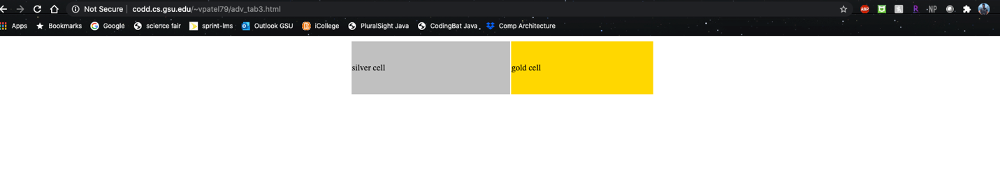 Not Secure codd.cs.gsu.edu/~vpatel79/adv_tab3.html ABP R -NP
Apps Bookmarks Google science fair sprint-lms Outlook GSU iCollege PluralSight Java CodingBat Java Comp Architecture
silver cell gold cell